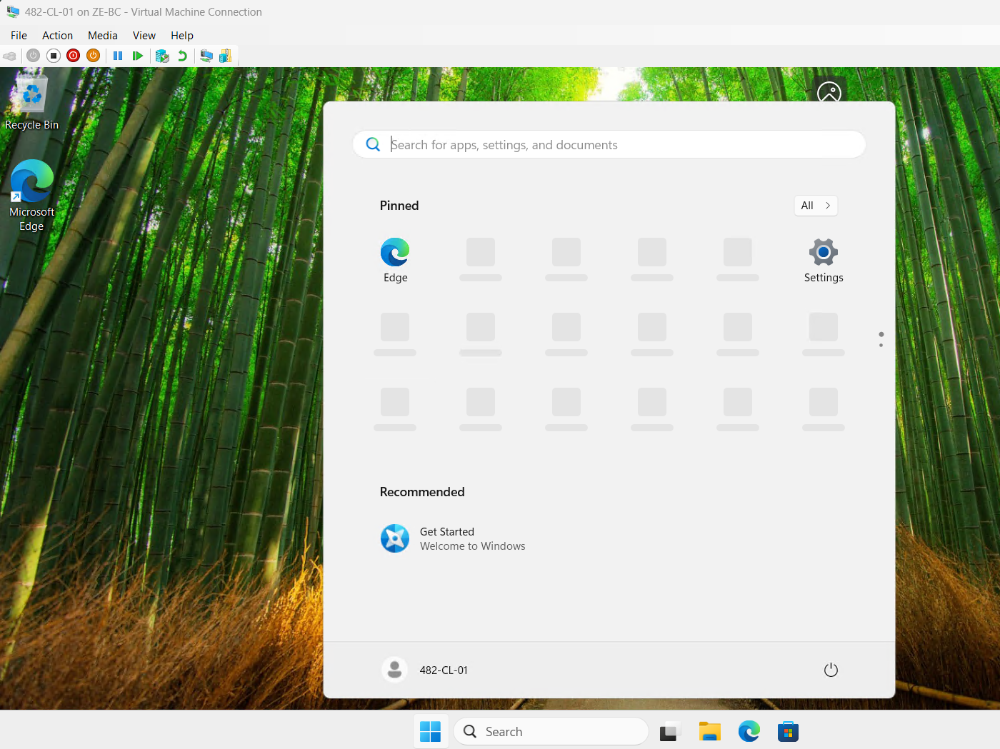 482-CL-01 on ZE-BC - Virtual Machine Connection
File Action Media View Help
Recycle Bin
Microsoft
Edge
Search for apps, settings, and documents
Pinned
All
Edge
Settings
Recommended
Get Started
Welcome to Windows
482-CL-01
Search